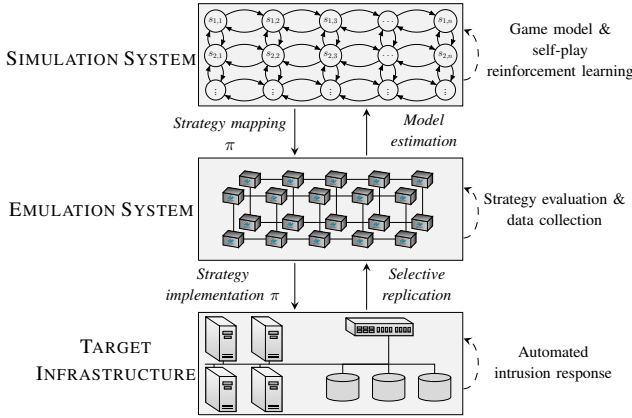 s1,1 s1,2 s1,3 ... s1,n
s2,1 s2,2 s2,3 ... s2,n
⋮ ⋮ ⋮ ⋮ ⋮
SIMULATION SYSTEM
Game model &
self-play
reinforcement learning
Strategy mapping
π
Model
estimation
EMULATION SYSTEM
Strategy evaluation &
data collection
Strategy
implementation π
Selective
replication
TARGET
INFRASTRUCTURE
Automated
intrusion response